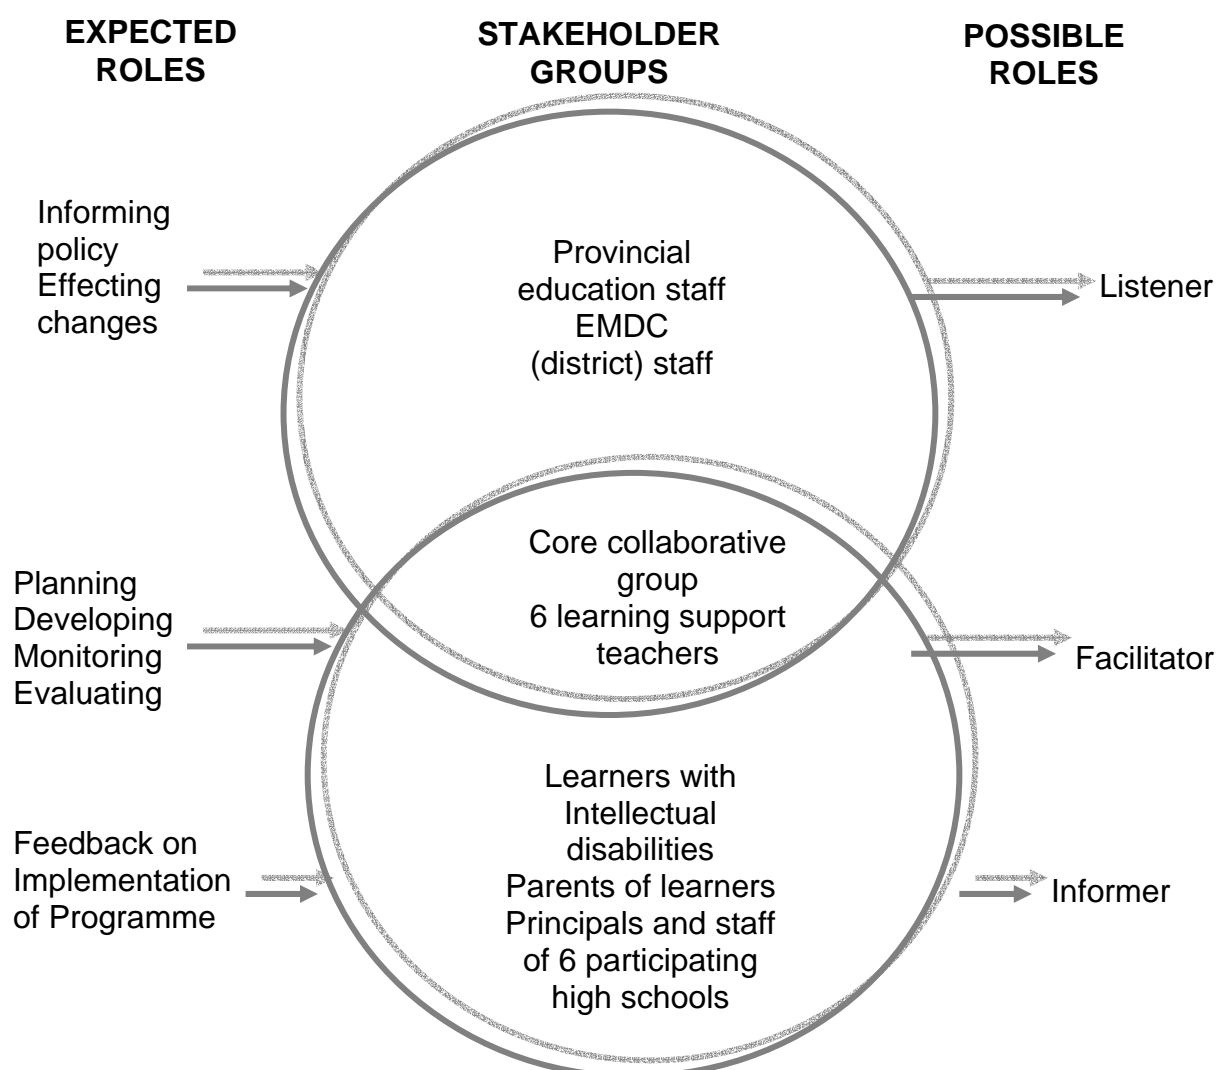 EXPECTED
ROLES
STAKEHOLDER
GROUPS
POSSIBLE
ROLES
Informing
policy
Effecting
changes
Provincial
education staff
EMDC
(district) staff
Listener
Planning
Developing
Monitoring
Evaluating
Core collaborative
group
6 learning support
teachers
Facilitator
Feedback on
Implementation
of Programme
Learners with
Intellectual
disabilities
Parents of learners
Principals and staff
of 6 participating
high schools
Informer